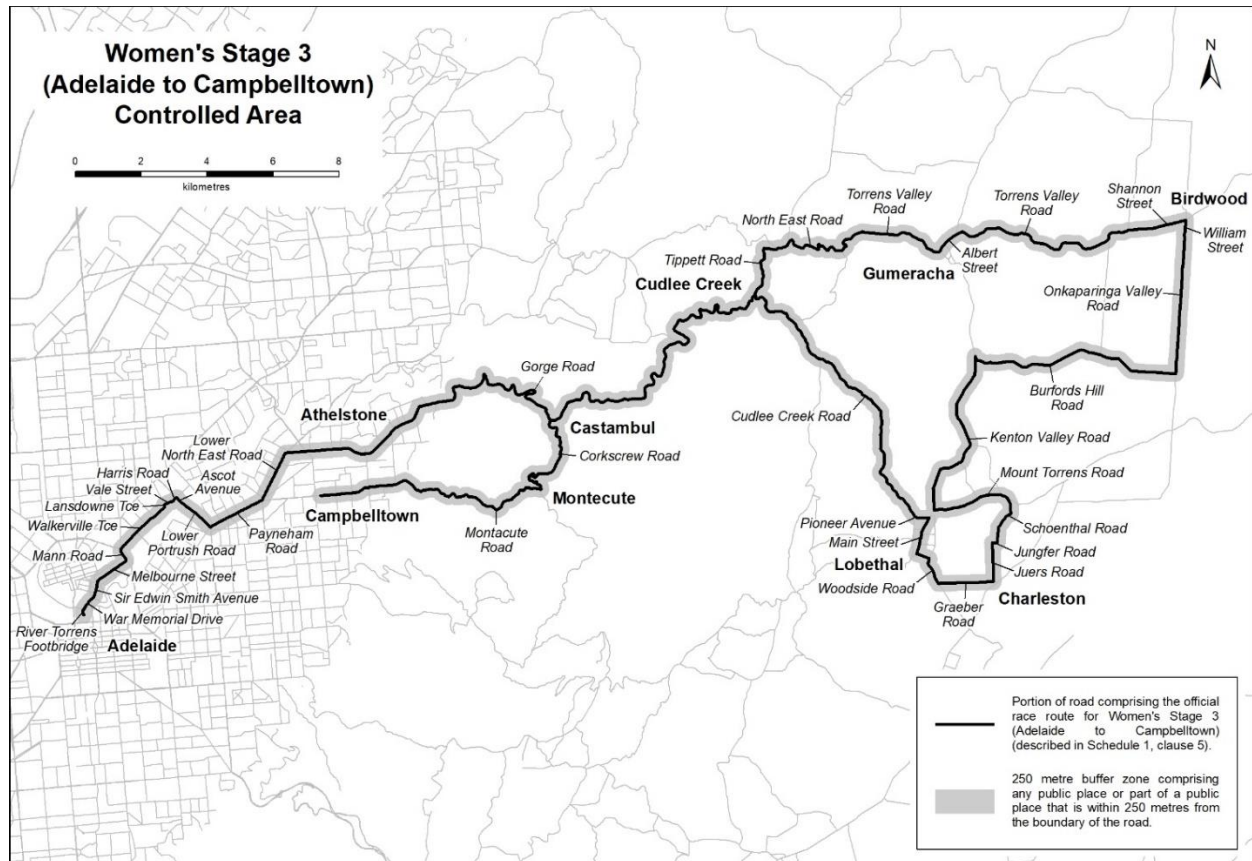 Women's Stage 3
(Adelaide to Campbelltown)
Controlled Area
0 2 4 6 8
kilometres
N
Birdwood
Shannon
Street
William
Street
Torrens Valley
Road
Torrens Valley
Road
North East Road
Albert
Street
Tippett Road
Gumeracha
Cudlee Creek
Onkaparinga Valley
Road
Gorge Road
Burfords Hill
Road
Athelstone
Cudlee Creek Road
Castambul
Lower
North East Road
Kenton Valley Road
Corkscrew Road
Harris Road
Ascot
Avenue
Mount Torrens Road
Vale Street
Montecute
Lansdowne Tce
Campbelltown
Walkerville Tce
Lower
Portrush Road
Payneham
Road
Montacute
Road
Pioneer Avenue
Schoenthal Road
Main Street
Mann Road
Jungfer Road
Lobethal
Juers Road
Melbourne Street
Woodside Road
Sir Edwin Smith Avenue
Charleston
Graeber
Road
War Memorial Drive
River Torrens
Footbridge
Adelaide
Portion of road comprising the official
race route for Women's Stage 3
(Adelaide to Campbelltown)
(described in Schedule 1, clause 5).
250 metre buffer zone comprising
any public place or part of a public
place that is within 250 metres from
the boundary of the road.